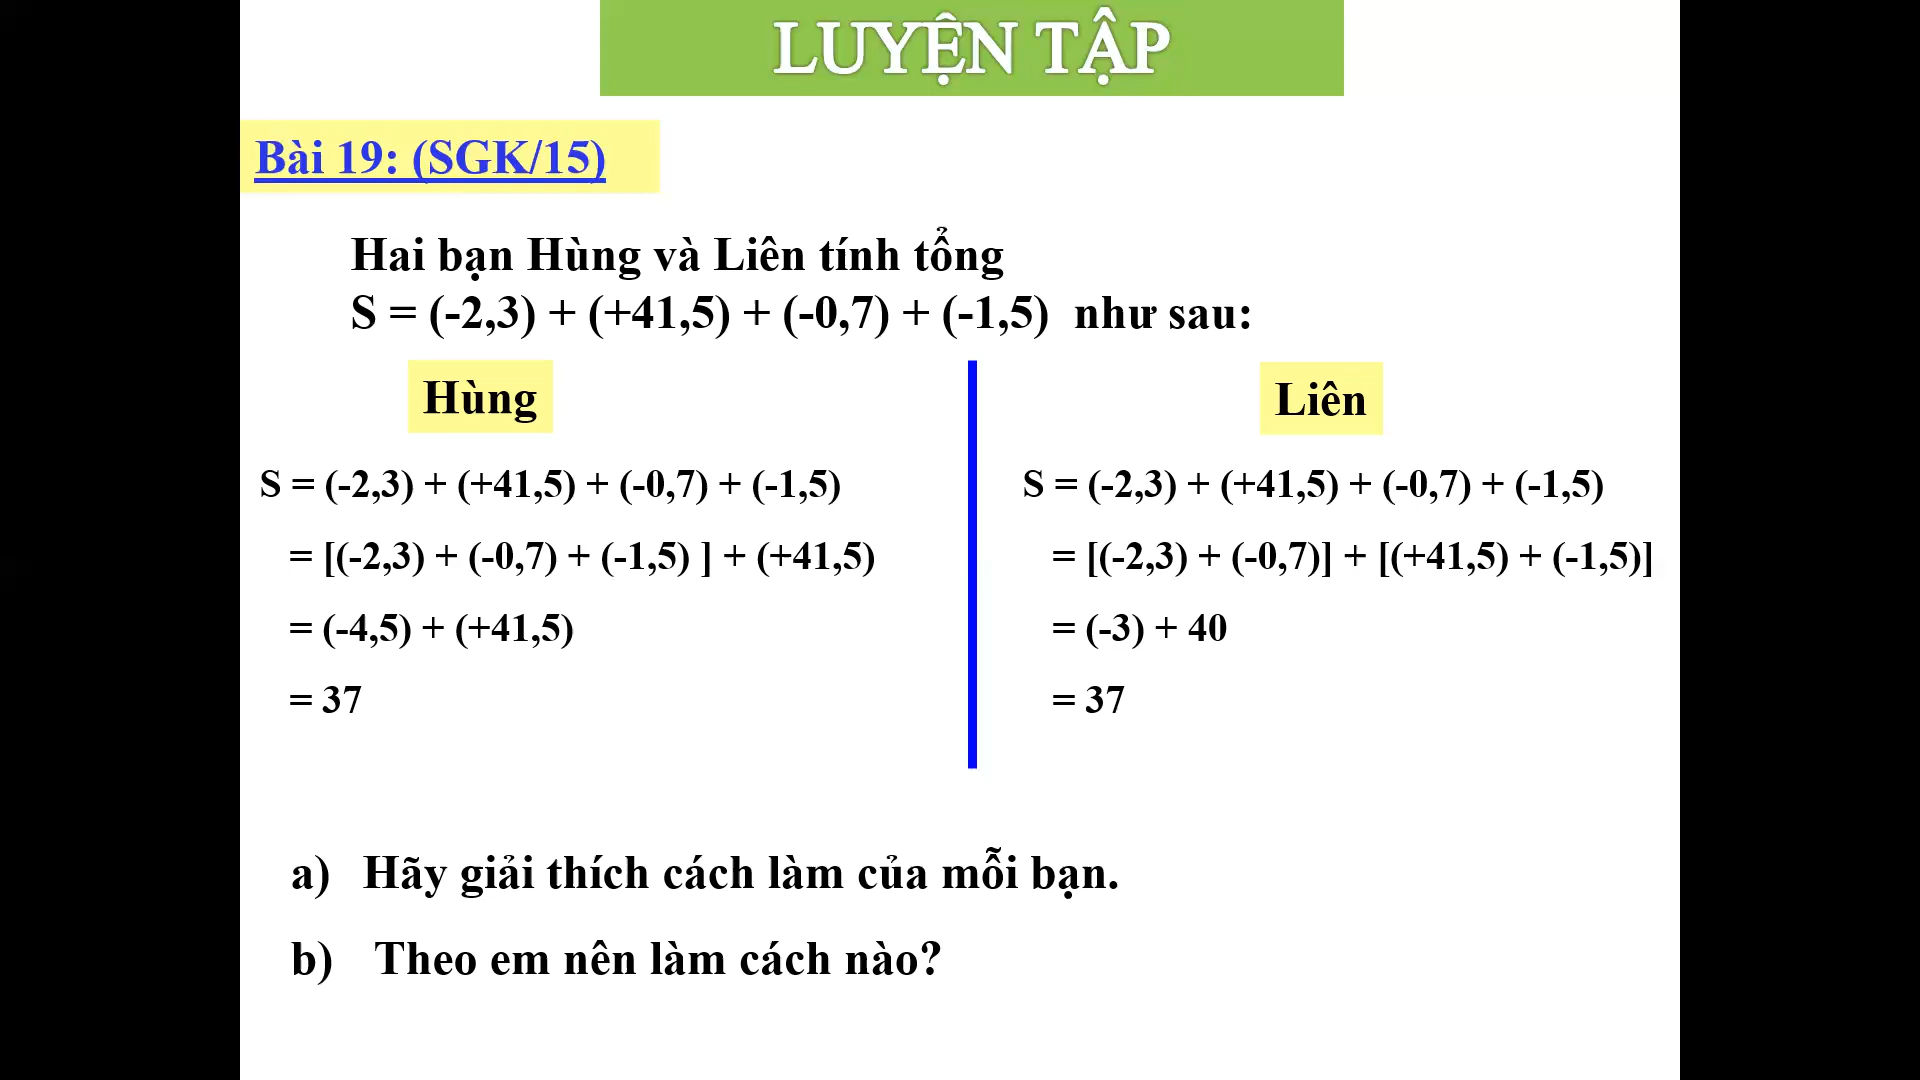 LUYỆN TẬP
Bài 19: (SGK/15)
Hai bạn Hùng và Liên tính tổng
S = (-2,3) + (+41,5) + (-0,7) + (-1,5)  như sau:
Hùng
S = (-2,3) + (+41,5) + (-0,7) + (-1,5)
= [(-2,3) + (-0,7) + (-1,5) ] + (+41,5)
= (-4,5) + (+41,5)
= 37
Liên
S = (-2,3) + (+41,5) + (-0,7) + (-1,5)
= [(-2,3) + (-0,7)] + [(+41,5) + (-1,5)]
= (-3) + 40
= 37
a) Hãy giải thích cách làm của mỗi bạn.
b) Theo em nên làm cách nào?